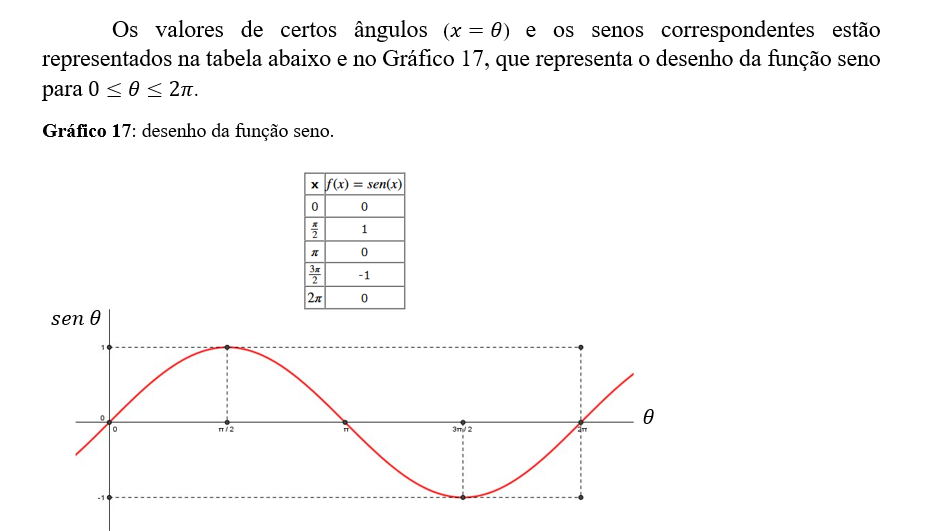 Os valores de certos ângulos (x = θ) e os senos correspondentes estão
representados na tabela abaixo e no Gráfico 17, que representa o desenho da função seno
para 0 ≤ θ ≤ 2π.
Gráfico 17: desenho da função seno.
x f(x) = sen(x)
0 0
π/2 1
π 0
3π/2 -1
2π 0
sen θ
1
0
θ
0 π/2 π 3π/2 2π
-1